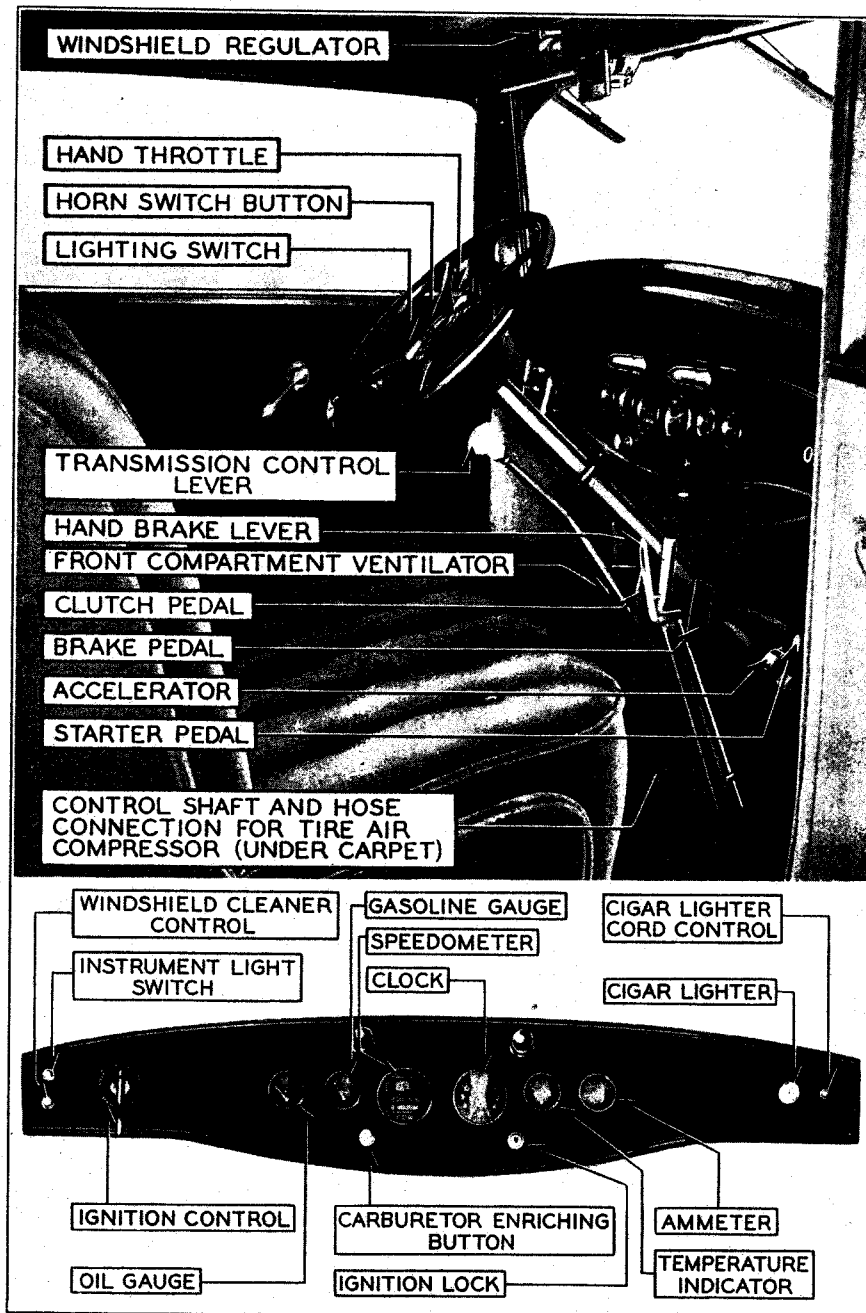 WINDSHIELD REGULATOR
HAND THROTTLE
HORN SWITCH BUTTON
LIGHTING SWITCH
TRANSMISSION CONTROL
LEVER
HAND BRAKE LEVER
FRONT COMPARTMENT VENTILATOR
CLUTCH PEDAL
BRAKE PEDAL
ACCELERATOR
STARTER PEDAL
CONTROL SHAFT AND HOSE
CONNECTION FOR TIRE AIR
COMPRESSOR (UNDER CARPET)
WINDSHIELD CLEANER
CONTROL
GASOLINE GAUGE
CIGAR LIGHTER
CORD CONTROL
SPEEDOMETER
INSTRUMENT LIGHT
SWITCH
CLOCK
CIGAR LIGHTER
IGNITION CONTROL
CARBURETOR ENRICHING
BUTTON
AMMETER
OIL GAUGE
IGNITION LOCK
TEMPERATURE
INDICATOR